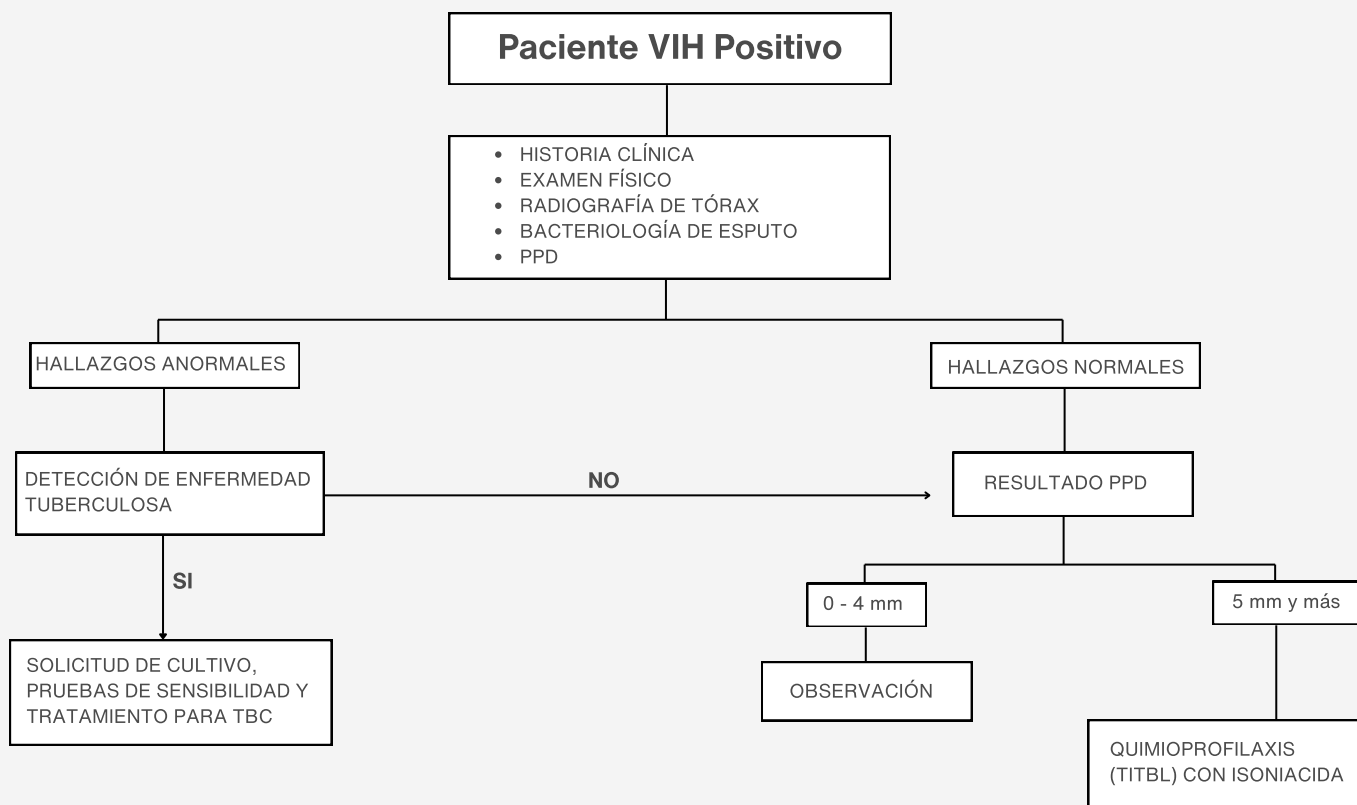 Paciente VIH Positivo
• HISTORIA CLÍNICA
• EXAMEN FÍSICO
• RADIOGRAFÍA DE TÓRAX
• BACTERIOLOGÍA DE ESPUTO
• PPD
HALLAZGOS ANORMALES
HALLAZGOS NORMALES
DETECCIÓN DE ENFERMEDAD
TUBERCULOSA
NO
RESULTADO PPD
SI
0 - 4 mm
5 mm y más
SOLICITUD DE CULTIVO,
PRUEBAS DE SENSIBILIDAD Y
TRATAMIENTO PARA TBC
OBSERVACIÓN
QUIMIOPROFILAXIS
(TITBL) CON ISONIACIDA